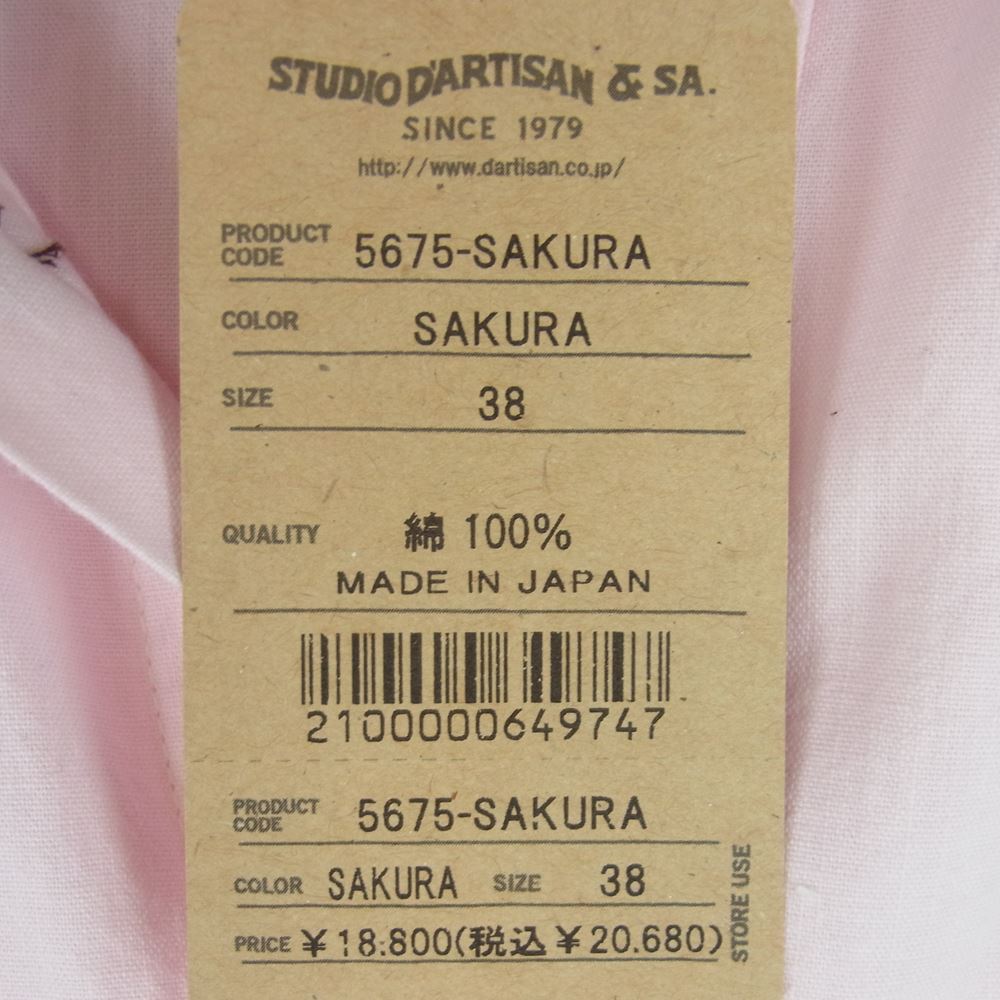 STUDIO D'ARTISAN & SA.
SINCE 1979
http://www.dartisan.co.jp/
PRODUCT CODE 5675-SAKURA
COLOR SAKURA
SIZE 38
QUALITY 綿 100%
MADE IN JAPAN
2100000649747
PRODUCT CODE 5675-SAKURA
COLOR SAKURA SIZE 38
PRICE ¥18.800(税込¥20.680)
STORE USE